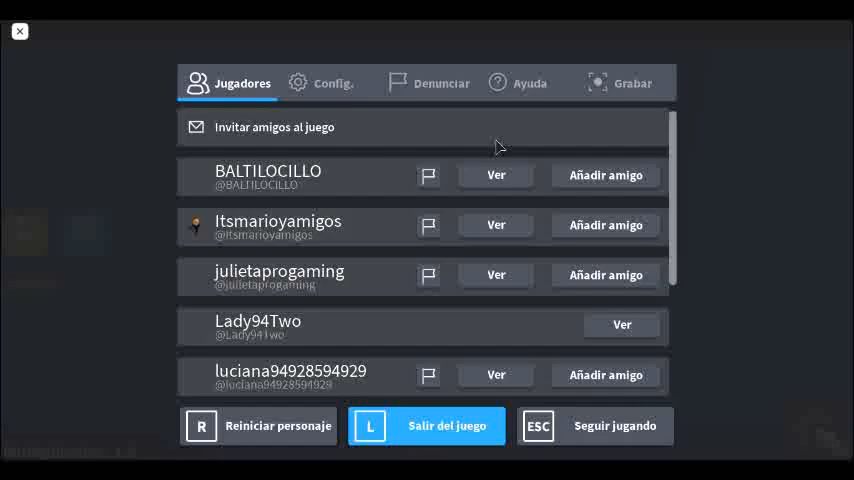 Jugadores Config. Denunciar Ayuda Grabar
Invitar amigos al juego
BALTILOCILLO
@BALTILOCILLO
Ver Añadir amigo
Itsmarioyamigos
@Itsmarioyamigos
Ver Añadir amigo
julietaprogaming
@julietaprogaming
Ver Añadir amigo
Lady94Two
@Lady94Two
Ver
luciana94928594929
@luciana94928594929
Ver Añadir amigo
R Reiniciar personaje L Salir del juego ESC Seguir jugando